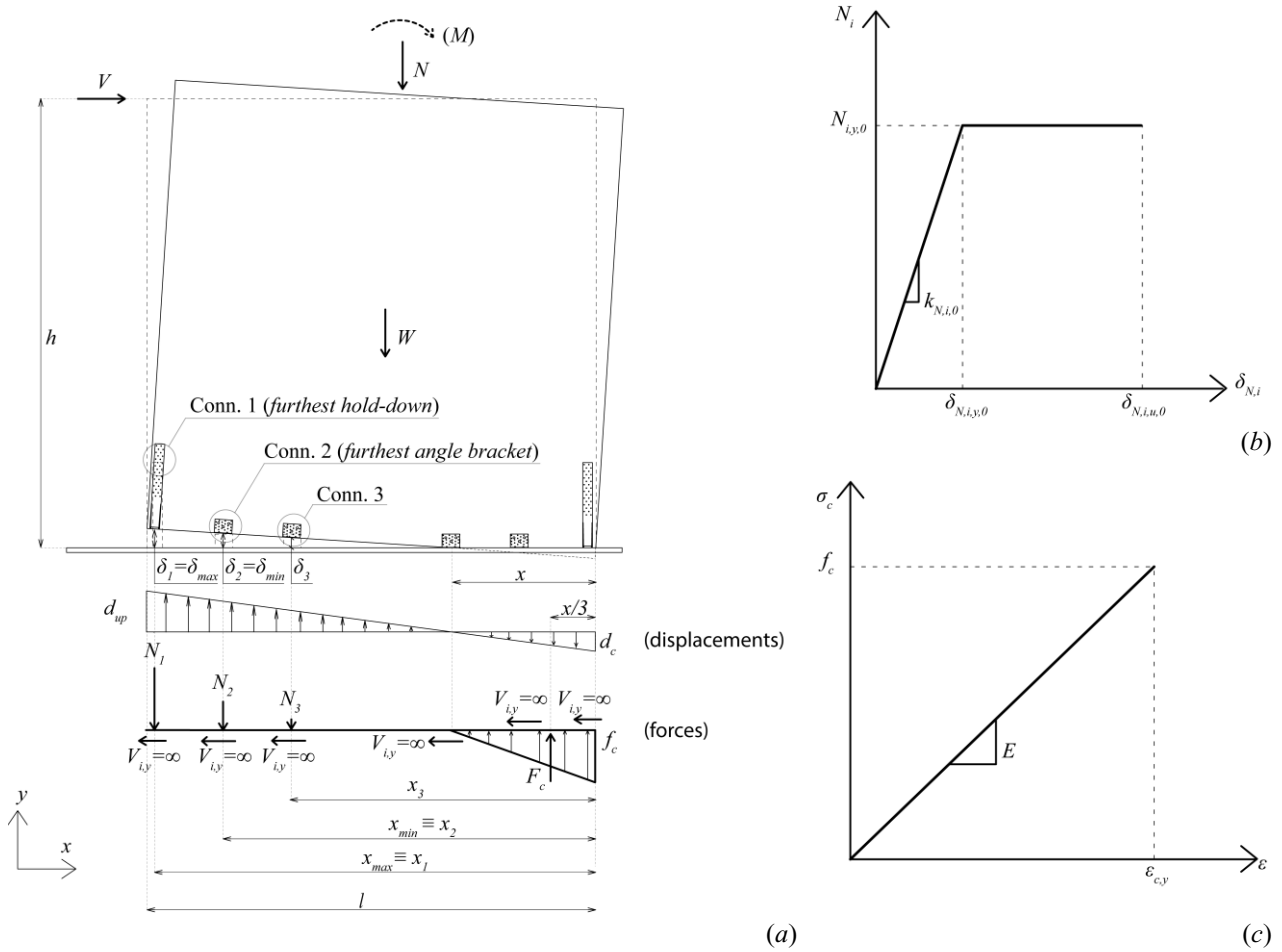 (M)
N
V
h
W
Conn. 1 (furthest hold-down)
Conn. 2 (furthest angle bracket)
Conn. 3
δ1=δmax
δ2=δmin
δ3
x
x/3
dup
dc
(displacements)
N1
N2
N3
Vi,y=∞
Vi,y=∞
fc
(forces)
Vi,y=∞
Vi,y=∞
Vi,y=∞
Vi,y=∞
Fc
x3
xmin ≡ x2
xmax ≡ x1
l
y
x
(a)
Ni
Ni,y,0
kN,i,0
δN,i,y,0
δN,i,u,0
δN,i
(b)
σc
fc
E
εc,y
ε
(c)